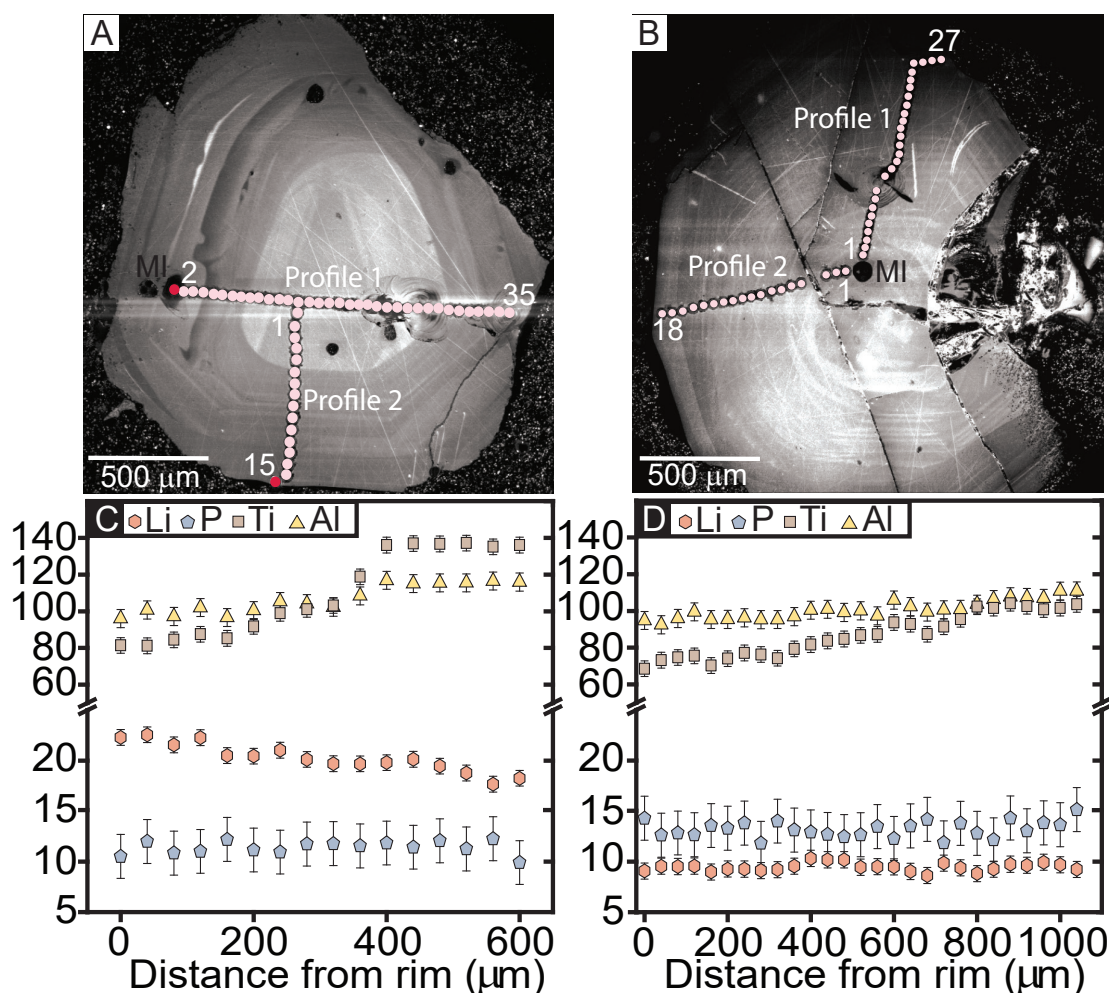 A
MI
2
Profile 1
35
1
Profile 2
15
500 μm
B
27
Profile 1
1
MI
Profile 2
1
18
500 μm
C Li P Ti Al
140
120
100
80
60
20
15
10
5
0 200 400 600
Distance from rim (μm)
D Li P Ti Al
140
120
100
80
60
20
15
10
5
0 200 400 600 800 1000
Distance from rim (μm)